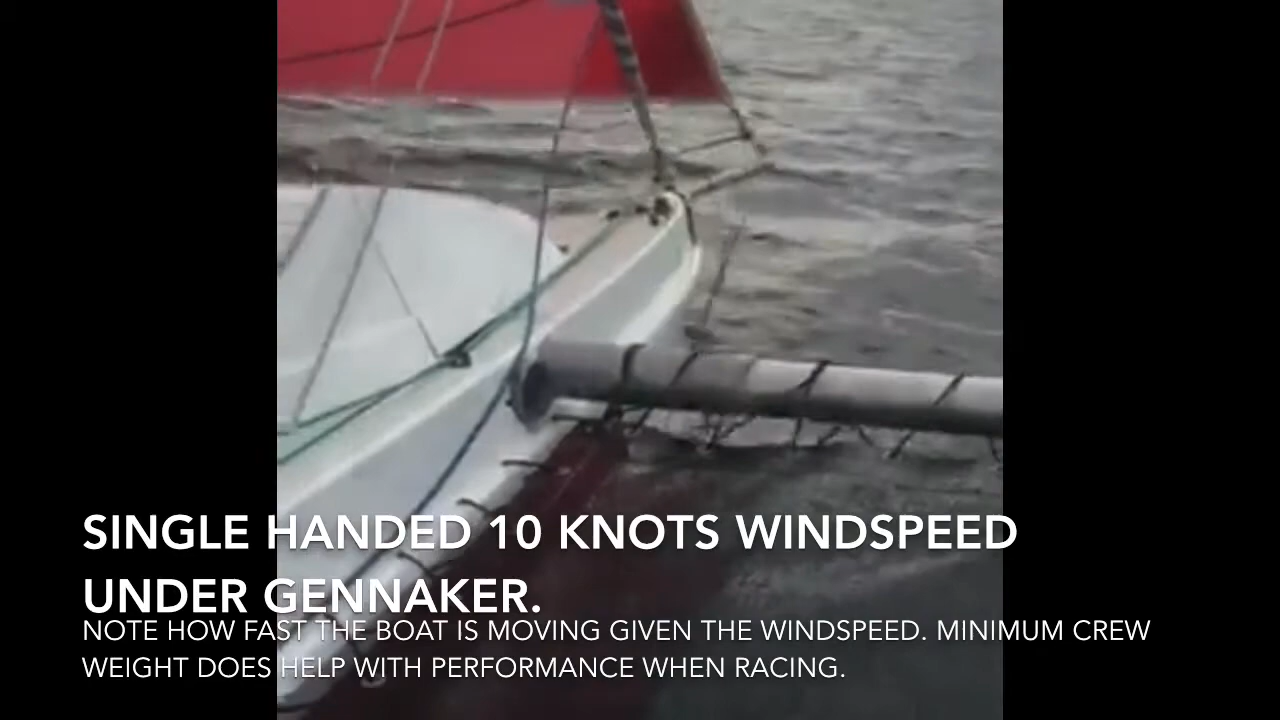 SINGLE HANDED 10 KNOTS WINDSPEED
UNDER GENNAKER.
NOTE HOW FAST THE BOAT IS MOVING GIVEN THE WINDSPEED. MINIMUM CREW
WEIGHT DOES HELP WITH PERFORMANCE WHEN RACING.